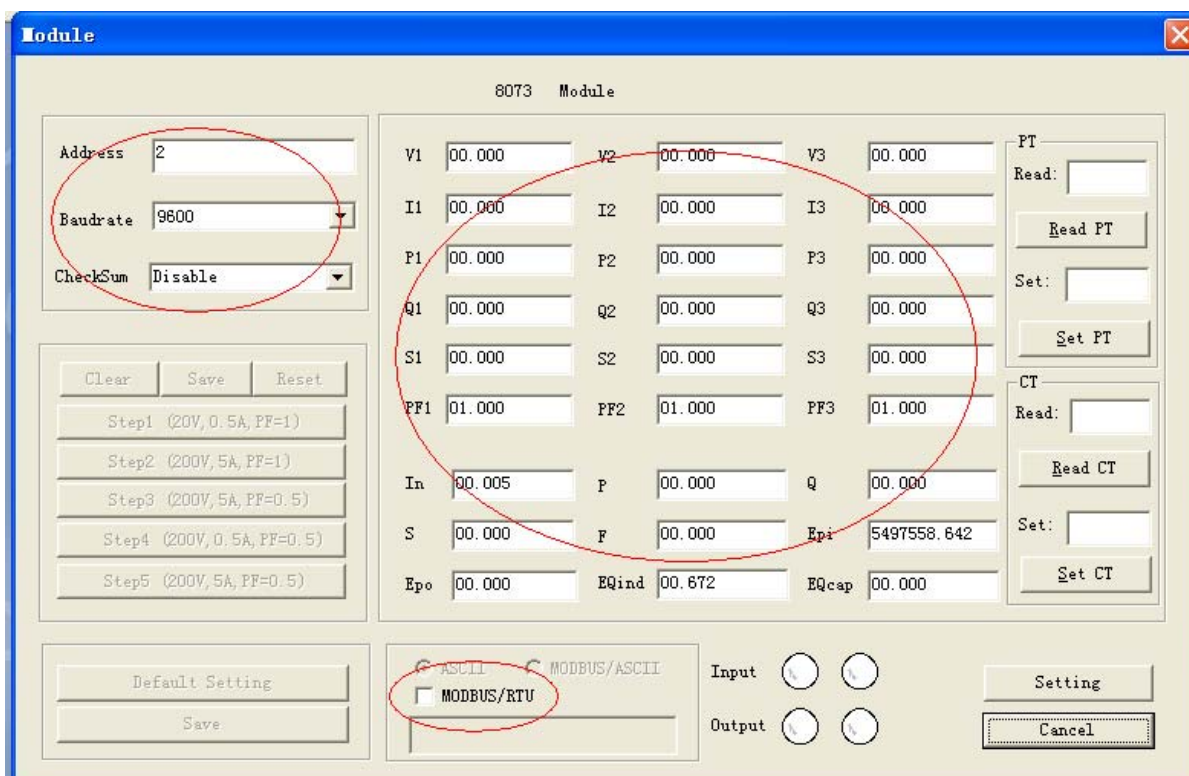 Module
8073 Module
Address 2
Baudrate 9600
CheckSum Disable
Clear Save Reset
Step1 (20V,0.5A,PF=1)
Step2 (200V,5A,PF=1)
Step3 (200V,5A,PF=0.5)
Step4 (200V,0.5A,PF=0.5)
Step5 (200V,5A,PF=0.5)
Default Setting
Save
V1 00.000 V2 00.000 V3 00.000
I1 00.000 I2 00.000 I3 00.000
P1 00.000 P2 00.000 P3 00.000
Q1 00.000 Q2 00.000 Q3 00.000
S1 00.000 S2 00.000 S3 00.000
PF1 01.000 PF2 01.000 PF3 01.000
In 00.005 P 00.000 Q 00.000
S 00.000 F 00.000 Epi 5497558.642
Epo 00.000 EQind 00.672 EQcap 00.000
PT
Read:
Read PT
Set:
Set PT
CT
Read:
Read CT
Set:
Set CT
ASCII MODBUS/ASCII
MODBUS/RTU
Input
Output
Setting
Cancel